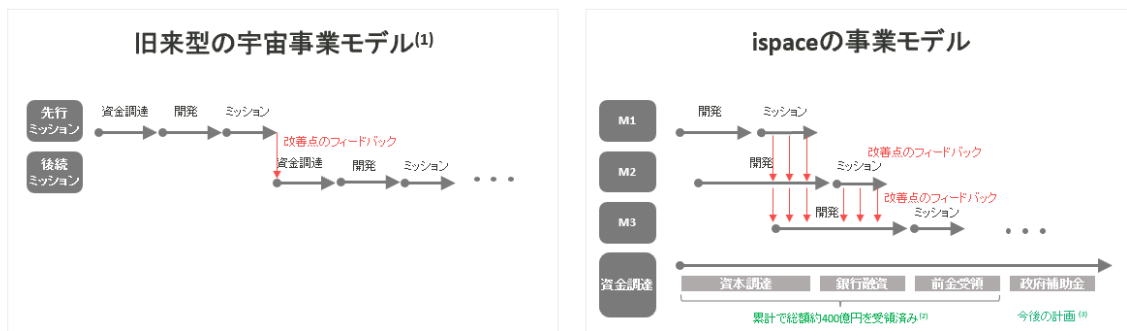 旧来型の宇宙事業モデル(1)
先行
ミッション
資金調達
開発
ミッション
改善点のフィードバック
後続
ミッション
資金調達
開発
ミッション
・・・
ispaceの事業モデル
M1
開発
ミッション
改善点のフィードバック
M2
開発
ミッション
改善点のフィードバック
M3
開発
ミッション
・・・
資金調達
資本調達
銀行融資
前金受領
政府補助金
累計で総額約400億円を受領済み(2)
今後の計画(3)